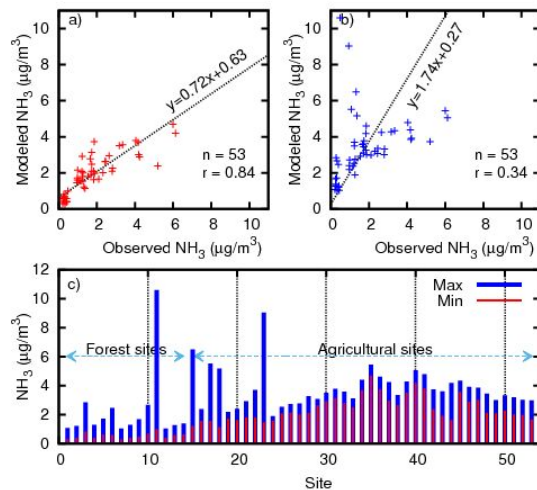 a)
Modeled NH3 (µg/m3)
10
8
6
4
2
0
y=0.72x+0.63
n = 53
r = 0.84
0 2 4 6 8 10
Observed NH3 (µg/m3)
b)
Modeled NH3 (µg/m3)
10
8
6
4
2
0
y=1.74x+0.27
n = 53
r = 0.34
0 2 4 6 8 10
Observed NH3 (µg/m3)
c)
NH3 (µg/m3)
12
10
8
6
4
2
0
Max
Min
Forest sites
Agricultural sites
0 10 20 30 40 50
Site